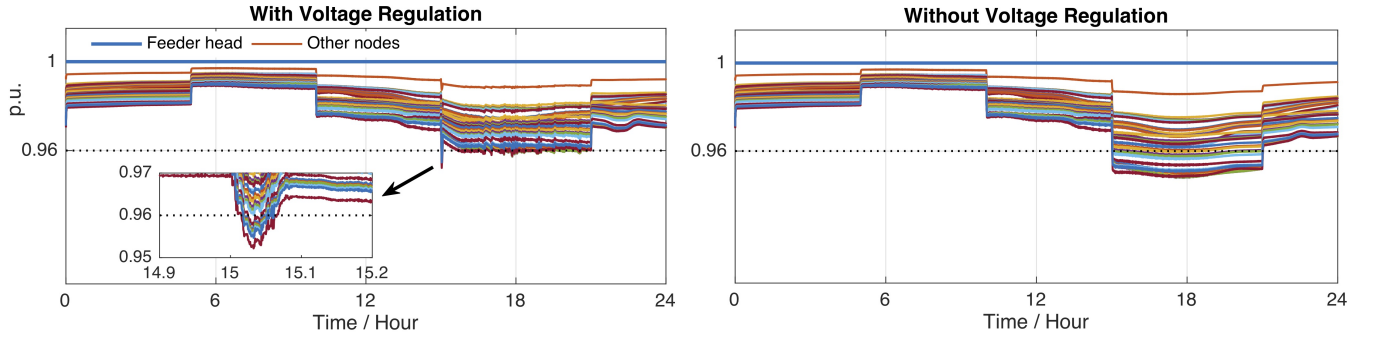 With Voltage Regulation
Feeder head
Other nodes
p.u.
1
0.96
0.97
0.96
0.95
14.9 15 15.1 15.2
0 6 12 18 24
Time / Hour
Without Voltage Regulation
1
0.96
0 6 12 18 24
Time / Hour